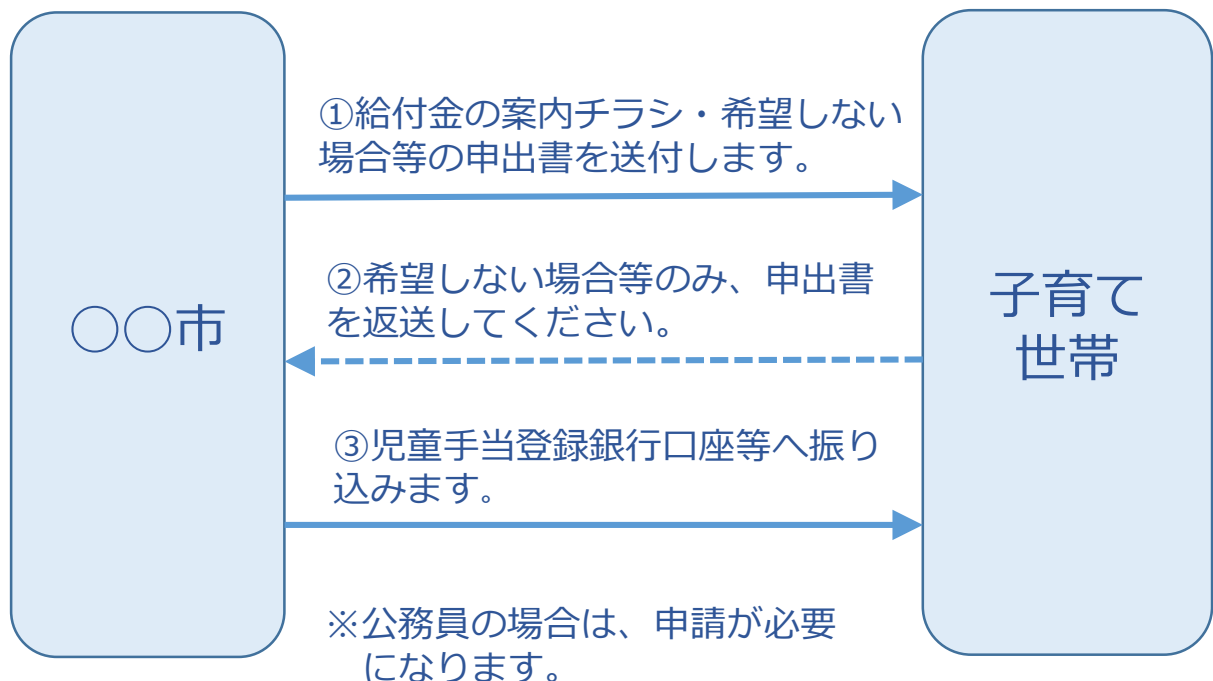 ①給付金の案内チラシ・希望しない
場合等の申出書を送付します。
②希望しない場合等のみ、申出書
を返送してください。
○○市
子育て
世帯
③児童手当登録銀行口座等へ振り
込みます。
※公務員の場合は、申請が必要
になります。